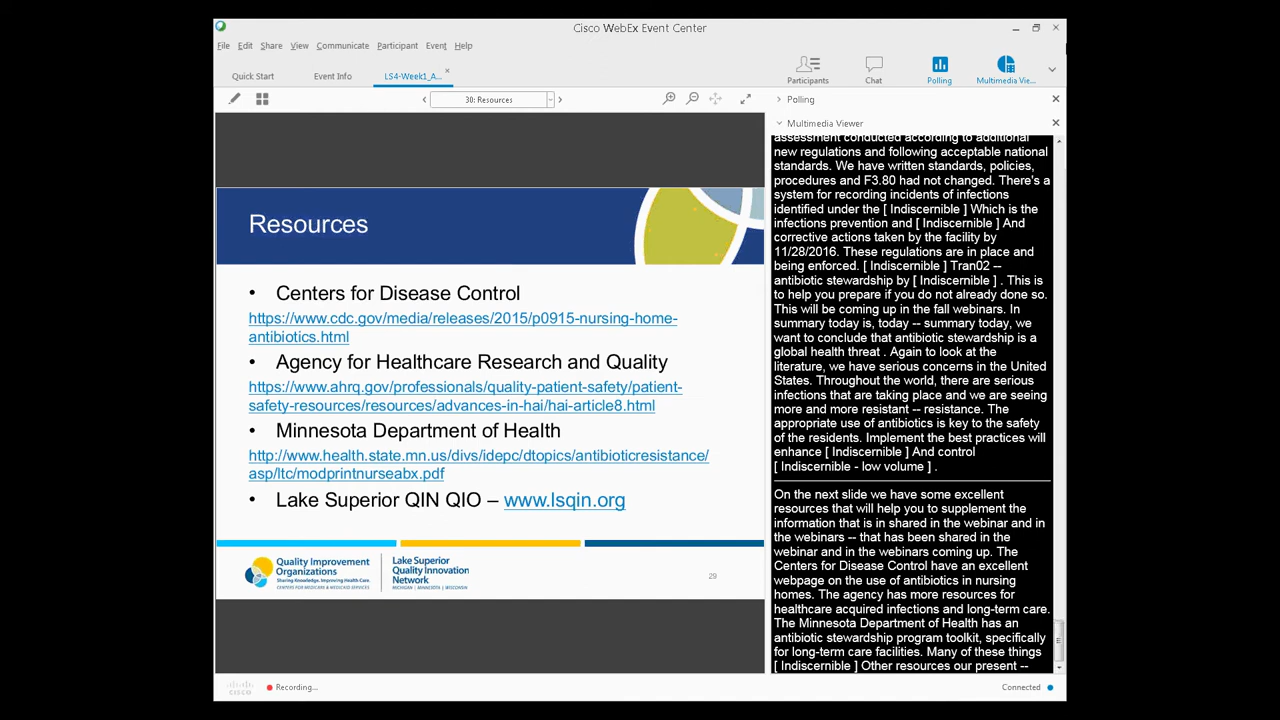 Cisco WebEx Event Center
File Edit Share View Communicate Participant Event Help
Quick Start Event Info LS4-Week1_A...
Participants Chat Polling Multimedia Vie...
30: Resources
Polling
Multimedia Viewer
Resources
• Centers for Disease Control
https://www.cdc.gov/media/releases/2015/p0915-nursing-home-
antibiotics.html
• Agency for Healthcare Research and Quality
https://www.ahrq.gov/professionals/quality-patient-safety/patient-
safety-resources/resources/advances-in-hai/hai-article8.html
• Minnesota Department of Health
http://www.health.state.mn.us/divs/idepc/dtopics/antibioticresistance/
asp/ltc/modprintnurseabx.pdf
• Lake Superior QIN QIO – www.lsqin.org
Quality Improvement
Organizations
Sharing Knowledge. Improving Health Care.
CENTERS FOR MEDICARE & MEDICAID SERVICES
Lake Superior
Quality Innovation
Network
MICHIGAN | MINNESOTA | WISCONSIN
29
assessment conducted according to additional
new regulations and following acceptable national
standards. We have written standards, policies,
procedures and F3.80 had not changed. There's a
system for recording incidents of infections
identified under the [ Indiscernible ] Which is the
infections prevention and [ Indiscernible ] And
corrective actions taken by the facility by
11/28/2016. These regulations are in place and
being enforced. [ Indiscernible ] Tran02 --
antibiotic stewardship by [ Indiscernible ] . This is
to help you prepare if you do not already done so.
This will be coming up in the fall webinars. In
summary today is, today -- summary today, we
want to conclude that antibiotic stewardship is a
global health threat . Again to look at the
literature, we have serious concerns in the United
States. Throughout the world, there are serious
infections that are taking place and we are seeing
more and more resistant -- resistance. The
appropriate use of antibiotics is key to the safety
of the residents. Implement the best practices will
enhance [ Indiscernible ] And control
[ Indiscernible - low volume ] .
On the next slide we have some excellent
resources that will help you to supplement the
information that is in shared in the webinar and in
the webinars -- that has been shared in the
webinar and in the webinars coming up. The
Centers for Disease Control have an excellent
webpage on the use of antibiotics in nursing
homes. The agency has more resources for
healthcare acquired infections and long-term care.
The Minnesota Department of Health has an
antibiotic stewardship program toolkit, specifically
for long-term care facilities. Many of these things
[ Indiscernible ] Other resources our present --
cisco
Recording...
Connected